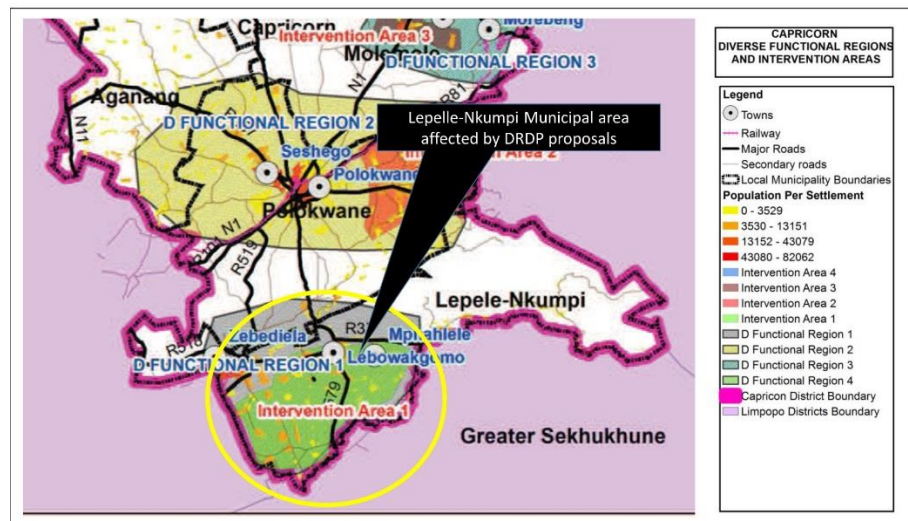 Capricorn
Intervention Area 3
Morebeng
Molemole
D FUNCTIONAL REGION 3
Aganang
N1
R81
N11
D FUNCTIONAL REGION 2
Lepelle-Nkumpi Municipal area
affected by DRDP proposals
Seshego
Polokwane
Area 2
Polokwane
N1
R519
Lepele-Nkumpi
Zebediela
R37
Mphahlele
R518
Lebowakgomo
D FUNCTIONAL REGION 1
Intervention Area 1
Greater Sekhukhune
CAPRICORN
DIVERSE FUNCTIONAL REGIONS
AND INTERVENTION AREAS
Legend
Towns
Railway
Major Roads
Secondary roads
Local Municipality Boundaries
Population Per Settlement
0 - 3529
3530 - 13151
13152 - 43079
43080 - 82062
Intervention Area 4
Intervention Area 3
Intervention Area 2
Intervention Area 1
D Functional Region 1
D Functional Region 2
D Functional Region 3
D Functional Region 4
Capricon District Boundary
Limpopo Districts Boundary